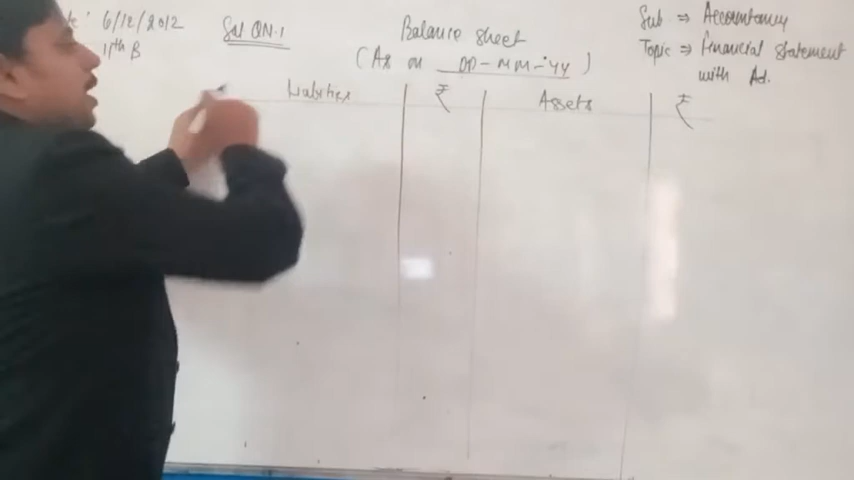 : 6/12/2012
11th B
Sol QN.1
Balance sheet
(As on DD-MM-YY)
Sub ⇒ Accountancy
Topic ⇒ Financial statement
with Ad.
Liabilities ₹ Assets ₹